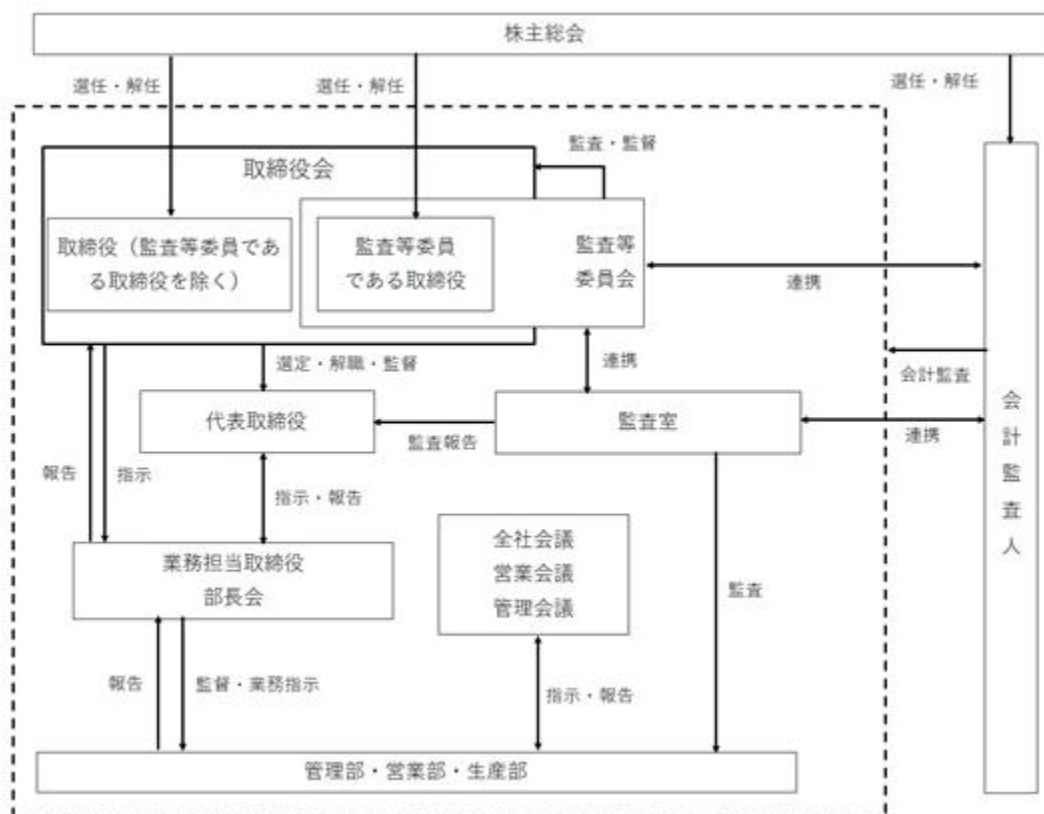 株主総会
選任・解任
選任・解任
選任・解任
取締役会
監査・監督
取締役（監査等委員であ
る取締役を除く）
監査等委員
である取締役
監査等
委員会
連携
選定・解職・監督
連携
会計監査
代表取締役
監査報告
監査室
連携
会計監査人
報告
指示
指示・報告
業務担当取締役
部長会
全社会議
営業会議
管理会議
監査
報告
監督・業務指示
指示・報告
管理部・営業部・生産部